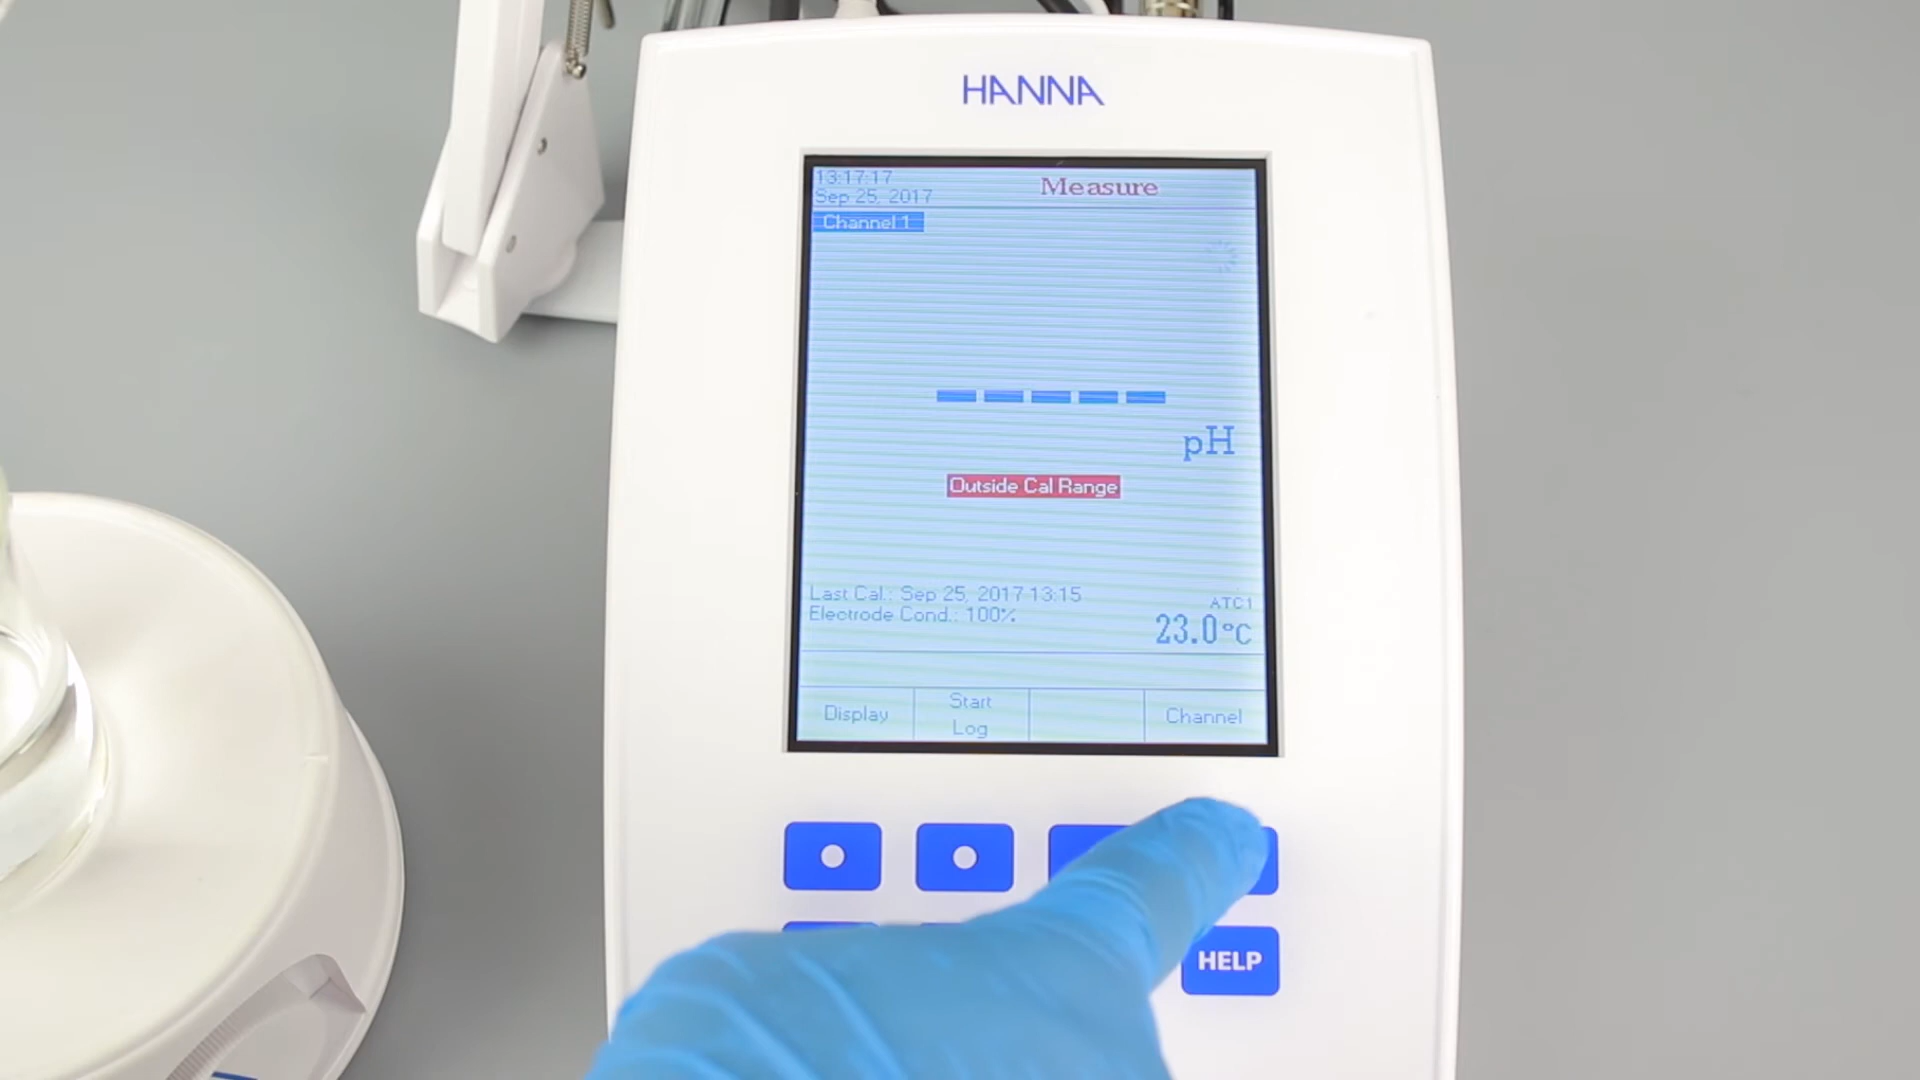 HANNA
13:17:17
Sep 25, 2017
Measure
Channel 1
- - - - -
pH
Outside Cal Range
Last Cal.: Sep 25, 2017 13:15
Electrode Cond.: 100%
ATC1
23.0°C
Display
Start
Log
Channel
HELP